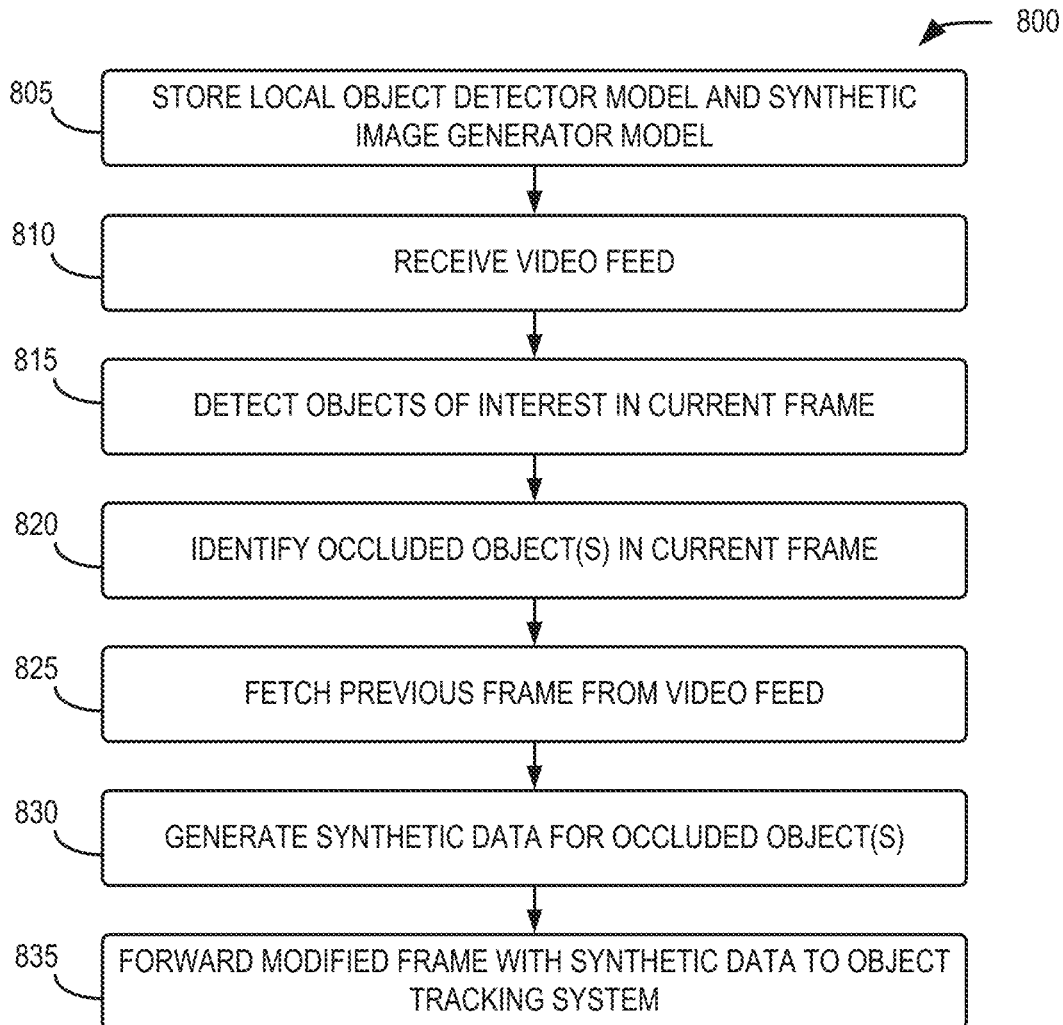 800
805
STORE LOCAL OBJECT DETECTOR MODEL AND SYNTHETIC
IMAGE GENERATOR MODEL
810
RECEIVE VIDEO FEED
815
DETECT OBJECTS OF INTEREST IN CURRENT FRAME
820
IDENTIFY OCCLUDED OBJECT(S) IN CURRENT FRAME
825
FETCH PREVIOUS FRAME FROM VIDEO FEED
830
GENERATE SYNTHETIC DATA FOR OCCLUDED OBJECT(S)
835
FORWARD MODIFIED FRAME WITH SYNTHETIC DATA TO OBJECT
TRACKING SYSTEM